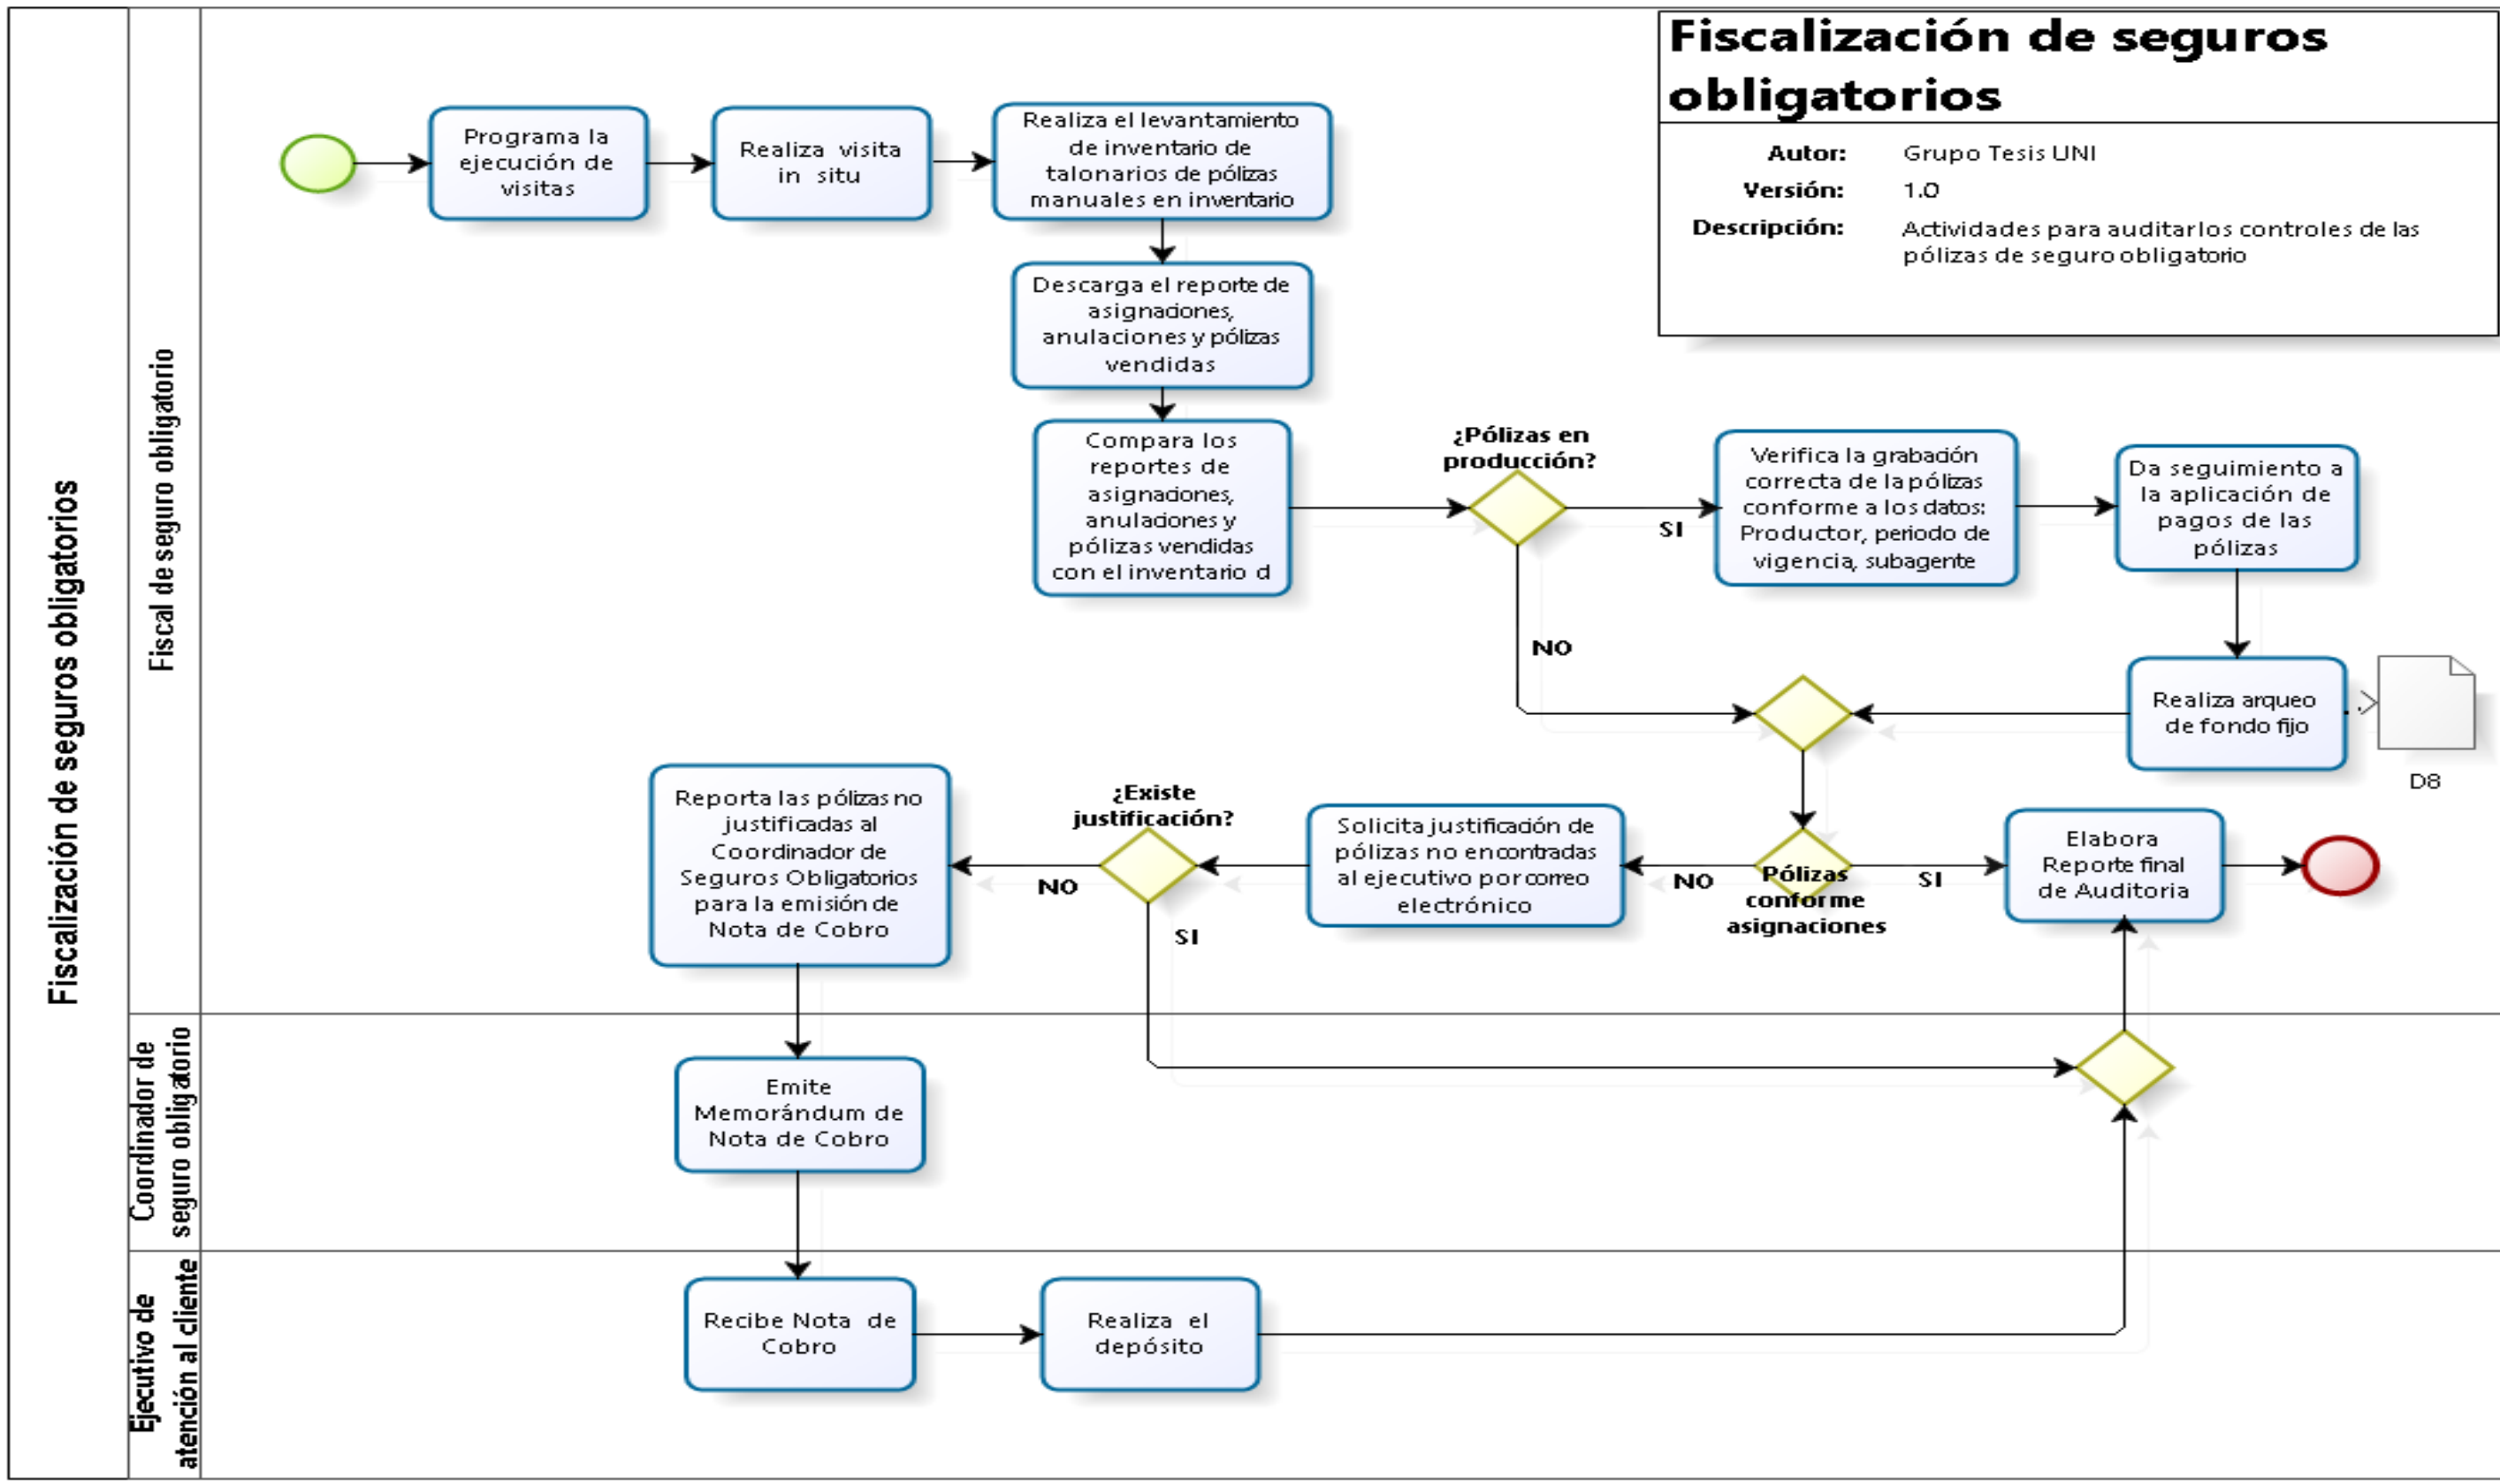 Fiscalización de seguros
obligatorios
Autor: Grupo Tesis UNI
Versión: 1.0
Descripción: Actividades para auditar los controles de las
pólizas de seguro obligatorio
Fiscalización de seguros obligatorios
Fiscal de seguro obligatorio
Programa la
ejecución de
visitas
Realiza visita
in situ
Realiza el levantamiento
de inventario de
talonarios de pólizas
manuales en inventario
Descarga el reporte de
asignaciones,
anulaciones y pólizas
vendidas
Compara los
reportes de
asignaciones,
anulaciones y
pólizas vendidas
con el inventario d
¿Pólizas en
producción?
SI
NO
Verifica la grabación
correcta de la pólizas
conforme a los datos:
Productor, periodo de
vigencia, subagente
Da seguimiento a
la aplicación de
pagos de las
pólizas
Realiza arqueo
de fondo fijo
D8
Pólizas
conforme
asignaciones
NO
SI
Elabora
Reporte final
de Auditoria
Solicita justificación de
pólizas no encontradas
al ejecutivo por correo
electrónico
¿Existe
justificación?
NO
SI
Reporta las pólizas no
justificadas al
Coordinador de
Seguros Obligatorios
para la emisión de
Nota de Cobro
Coordinador de
seguro obligatorio
Emite
Memorándum de
Nota de Cobro
Ejecutivo de
atención al cliente
Recibe Nota de
Cobro
Realiza el
depósito